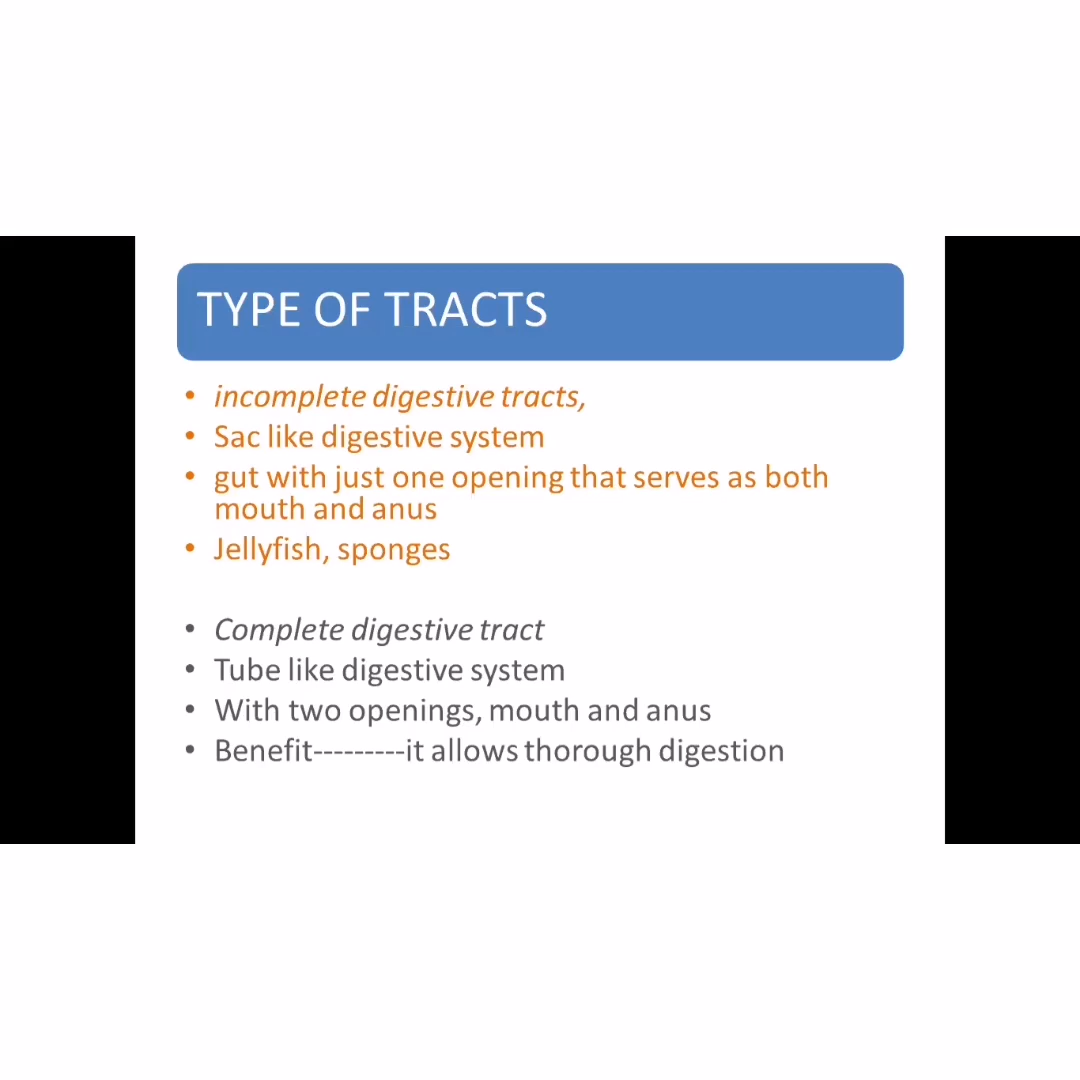 TYPE OF TRACTS
• incomplete digestive tracts,
• Sac like digestive system
• gut with just one opening that serves as both
mouth and anus
• Jellyfish, sponges
• Complete digestive tract
• Tube like digestive system
• With two openings, mouth and anus
• Benefit---------it allows thorough digestion